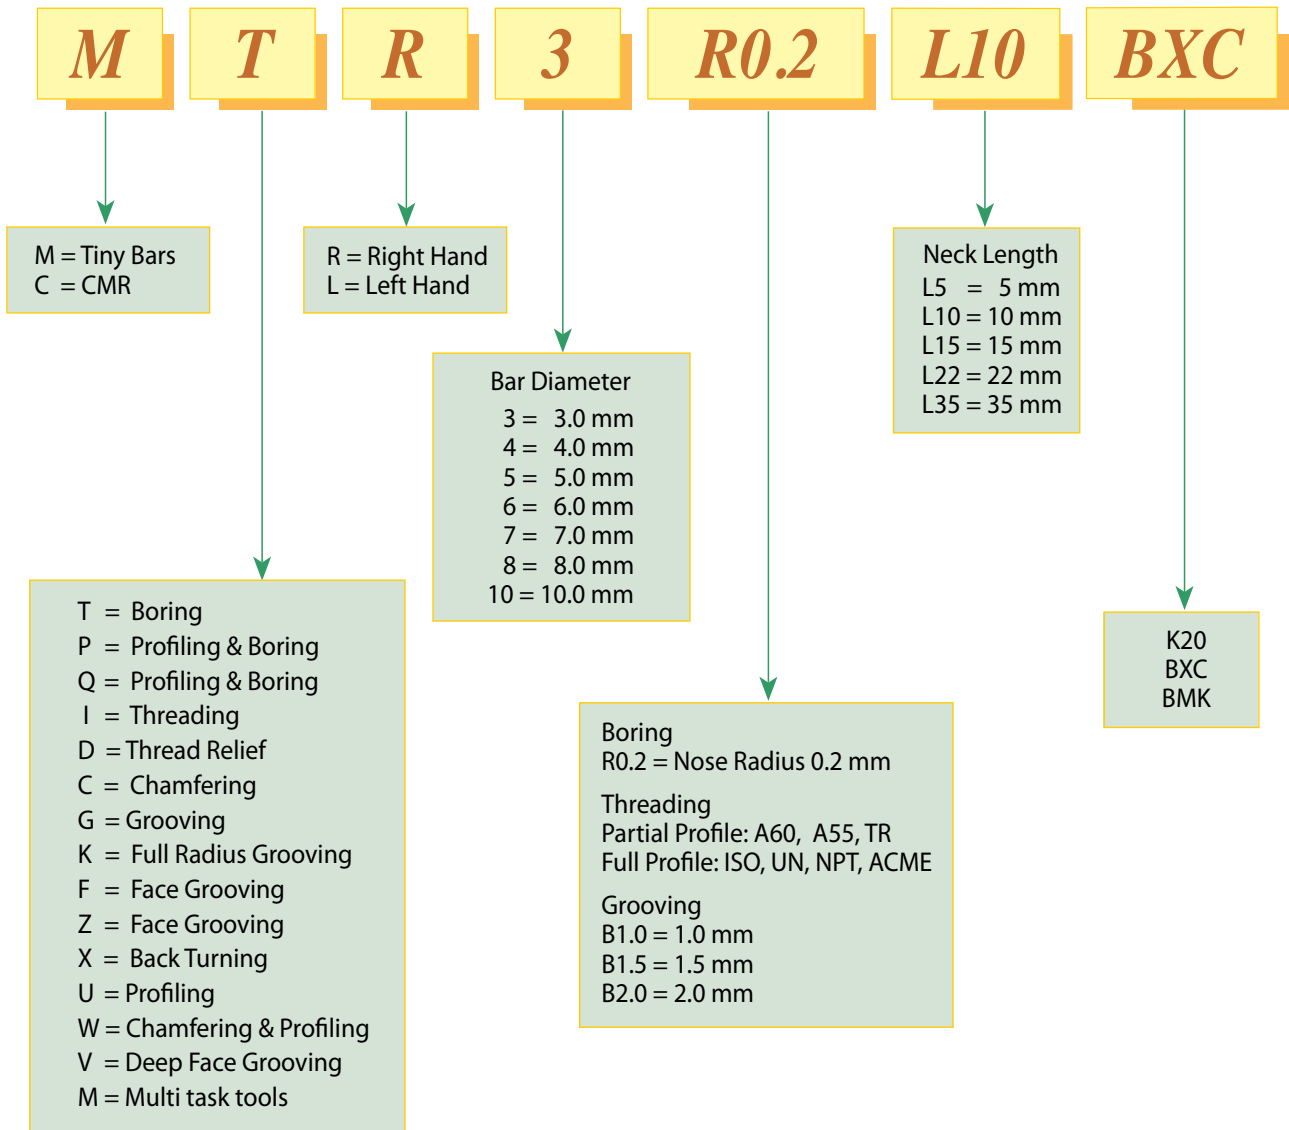 M T R 3 R0.2 L10 BXC
M = Tiny Bars
C = CMR
R = Right Hand
L = Left Hand
Neck Length
L5 = 5 mm
L10 = 10 mm
L15 = 15 mm
L22 = 22 mm
L35 = 35 mm
Bar Diameter
3 = 3.0 mm
4 = 4.0 mm
5 = 5.0 mm
6 = 6.0 mm
7 = 7.0 mm
8 = 8.0 mm
10 = 10.0 mm
T = Boring
P = Profiling & Boring
Q = Profiling & Boring
I = Threading
D = Thread Relief
C = Chamfering
G = Grooving
K = Full Radius Grooving
F = Face Grooving
Z = Face Grooving
X = Back Turning
U = Profiling
W = Chamfering & Profiling
V = Deep Face Grooving
M = Multi task tools
Boring
R0.2 = Nose Radius 0.2 mm
Threading
Partial Profile: A60, A55, TR
Full Profile: ISO, UN, NPT, ACME
Grooving
B1.0 = 1.0 mm
B1.5 = 1.5 mm
B2.0 = 2.0 mm
K20
BXC
BMK